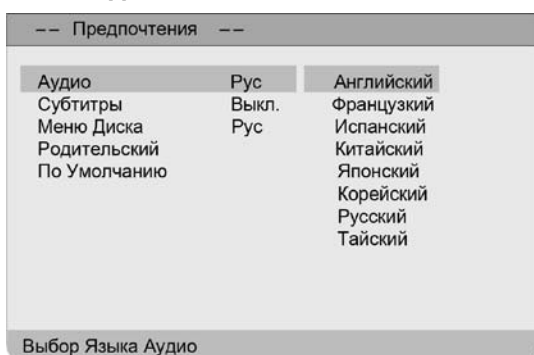 -- Предпочтения --
Аудио Рус Английский
Субтитры Выкл. Французкий
Меню Диска Рус Испанский
Родительский Китайский
По Умолчанию Японский
Корейский
Русский
Тайский
Выбор Языка Аудио